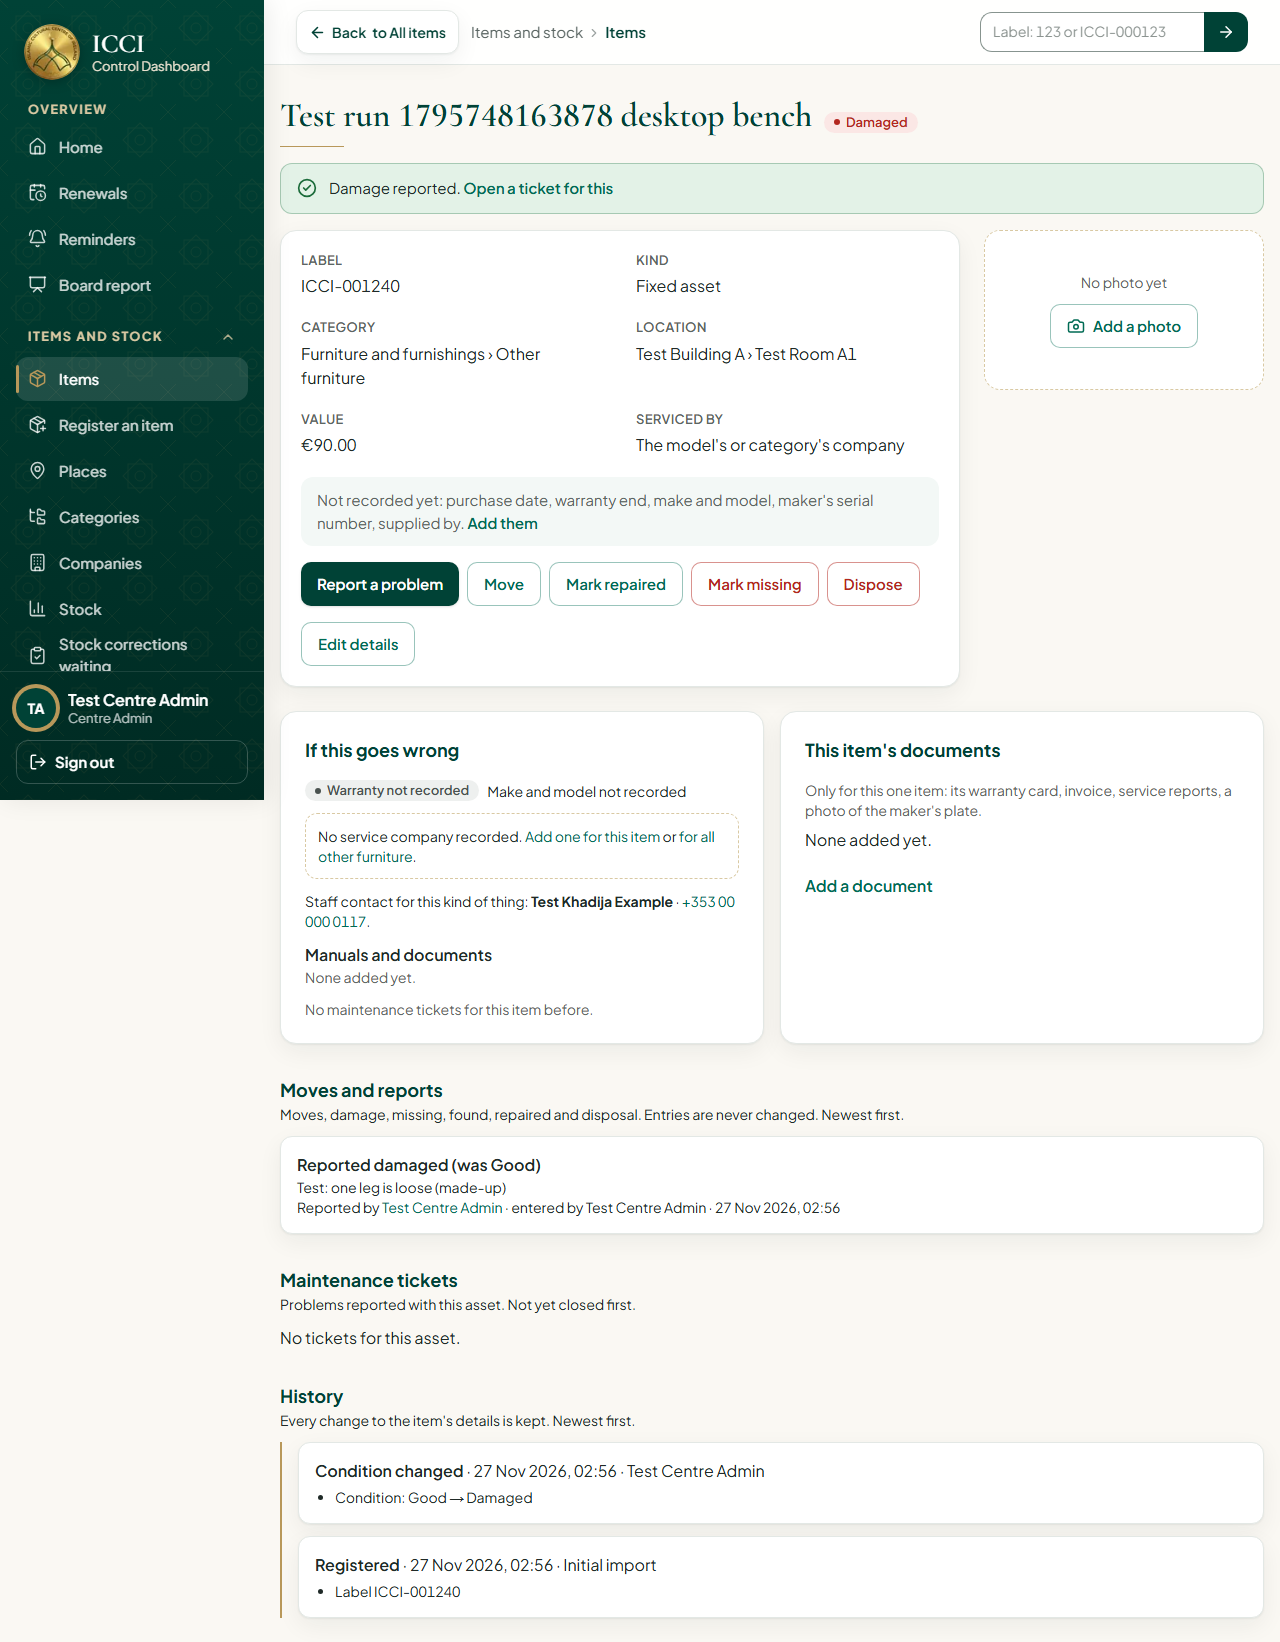 ICCI
Control Dashboard
OVERVIEW
Home
Renewals
Reminders
Board report
ITEMS AND STOCK
Items
Register an item
Places
Categories
Companies
Stock
Stock corrections
waiting
TA
Test Centre Admin
Centre Admin
Sign out
Back to All items
Items and stock › Items
Label: 123 or ICCI-000123
Test run 1795748163878 desktop bench
Damaged
Damage reported. Open a ticket for this
LABEL
ICCI-001240
KIND
Fixed asset
CATEGORY
Furniture and furnishings › Other
furniture
LOCATION
Test Building A › Test Room A1
VALUE
€90.00
SERVICED BY
The model's or category's company
Not recorded yet: purchase date, warranty end, make and model, maker's serial
number, supplied by. Add them
Report a problem
Move
Mark repaired
Mark missing
Dispose
Edit details
No photo yet
Add a photo
If this goes wrong
Warranty not recorded
Make and model not recorded
No service company recorded. Add one for this item or for all
other furniture.
Staff contact for this kind of thing: Test Khadija Example · +353 00
000 0117.
Manuals and documents
None added yet.
No maintenance tickets for this item before.
This item's documents
Only for this one item: its warranty card, invoice, service reports, a
photo of the maker's plate.
None added yet.
Add a document
Moves and reports
Moves, damage, missing, found, repaired and disposal. Entries are never changed. Newest first.
Reported damaged (was Good)
Test: one leg is loose (made-up)
Reported by Test Centre Admin · entered by Test Centre Admin · 27 Nov 2026, 02:56
Maintenance tickets
Problems reported with this asset. Not yet closed first.
No tickets for this asset.
History
Every change to the item's details is kept. Newest first.
Condition changed · 27 Nov 2026, 02:56 · Test Centre Admin
• Condition: Good → Damaged
Registered · 27 Nov 2026, 02:56 · Initial import
• Label ICCI-001240